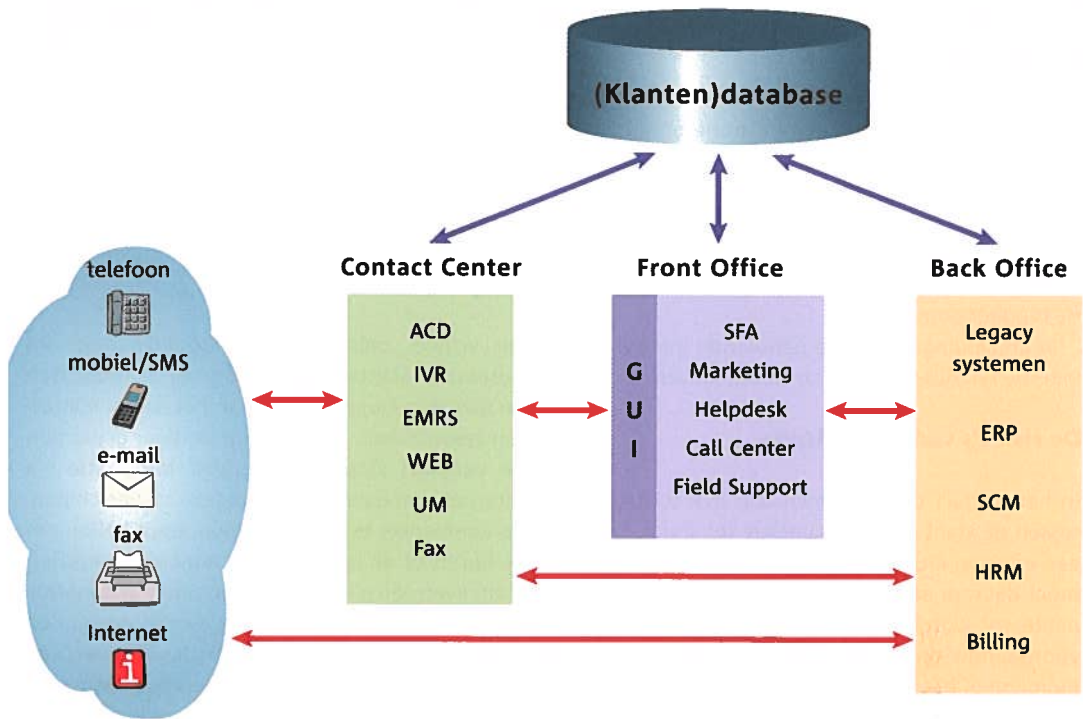 (Klanten)database
telefoon
mobiel/SMS
e-mail
fax
Internet
i
Contact Center
ACD
IVR
EMRS
WEB
UM
Fax
Front Office
G
U
I
SFA
Marketing
Helpdesk
Call Center
Field Support
Back Office
Legacy
systemen
ERP
SCM
HRM
Billing